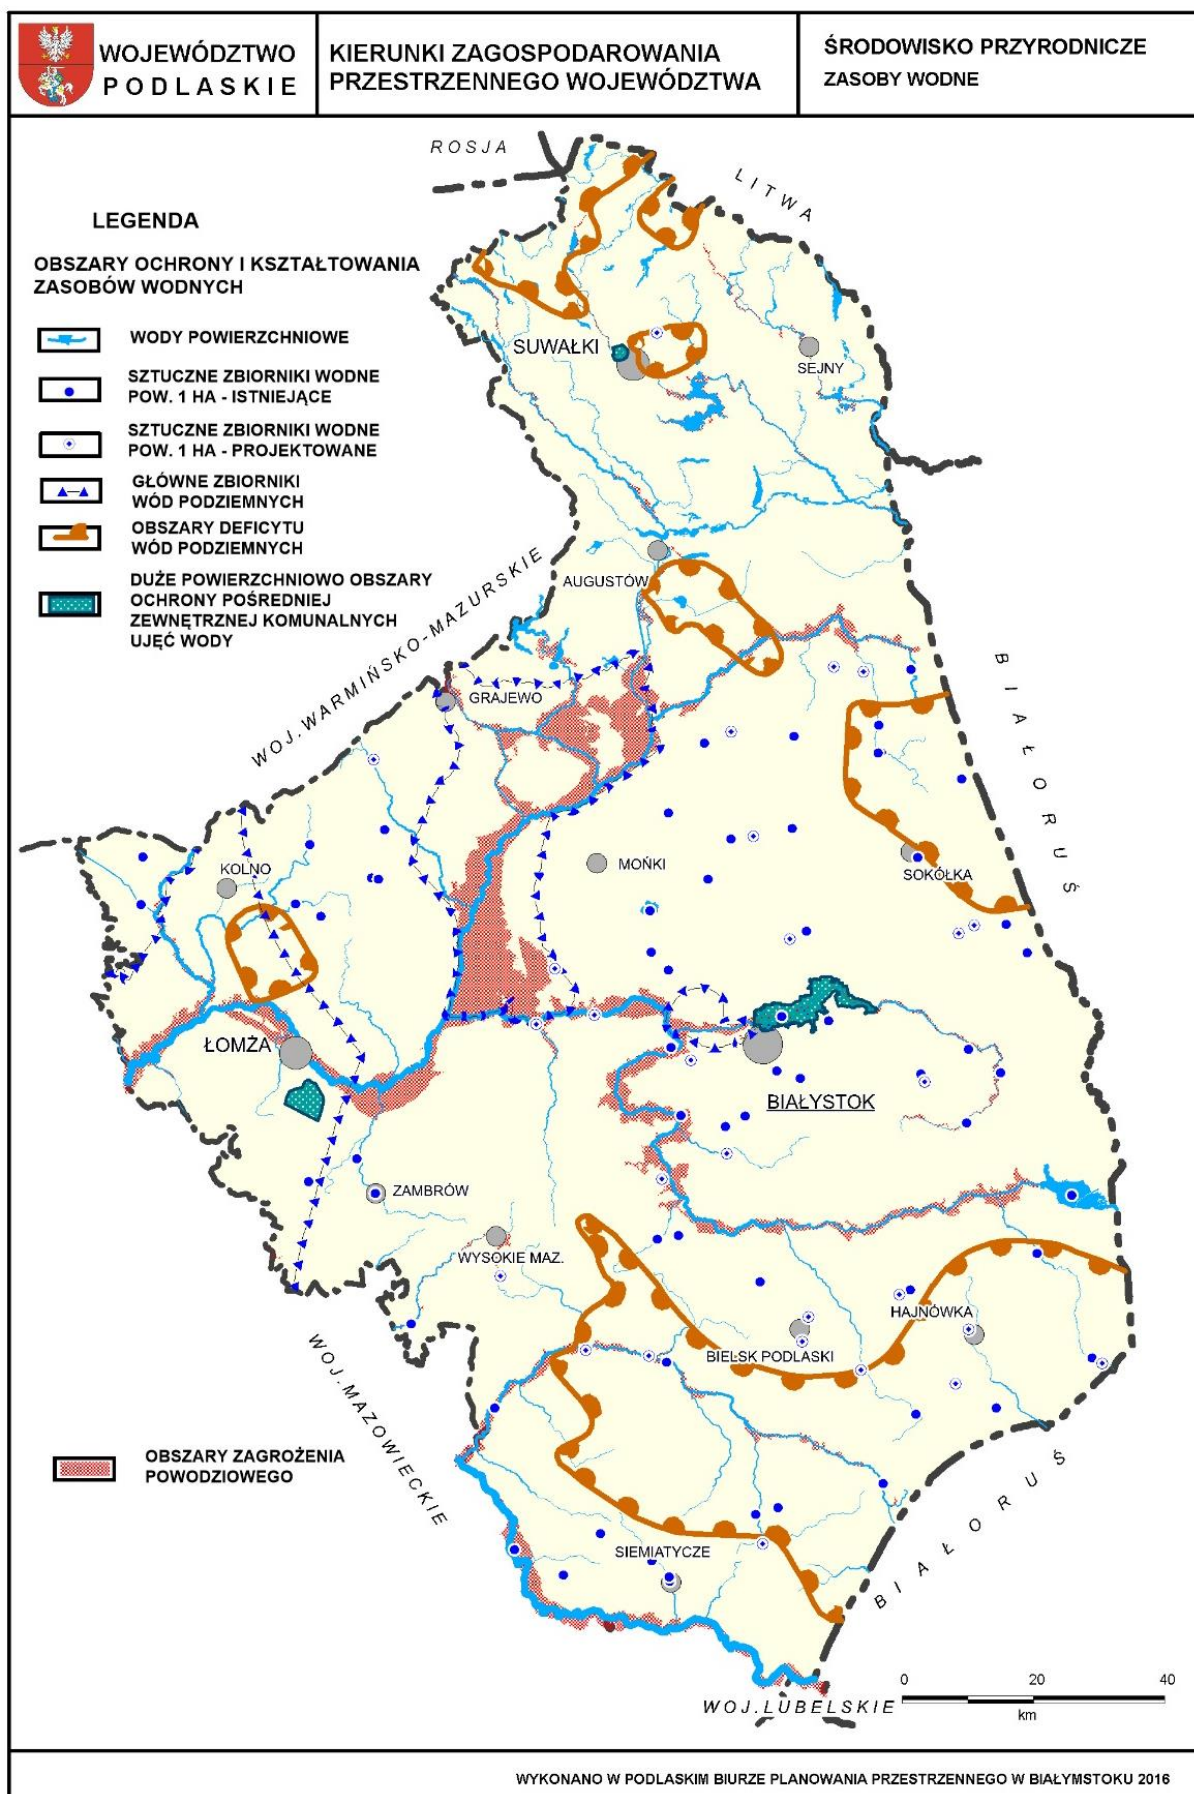 WOJEWÓDZTWO
PODLASKIE
KIERUNKI ZAGOSPODAROWANIA
PRZESTRZENNEGO WOJEWÓDZTWA
ŚRODOWISKO PRZYRODNICZE
ZASOBY WODNE
ROSJA
LITWA
LEGENDA
OBSZARY OCHRONY I KSZTAŁTOWANIA
ZASOBÓW WODNYCH
WODY POWIERZCHNIOWE
SZTUCZNE ZBIORNIKI WODNE
POW. 1 HA - ISTNIEJĄCE
SZTUCZNE ZBIORNIKI WODNE
POW. 1 HA - PROJEKTOWANE
GŁÓWNE ZBIORNIKI
WÓD PODZIEMNYCH
OBSZARY DEFICYTU
WÓD PODZIEMNYCH
DUŻE POWIERZCHNIOWO OBSZARY
OCHRONY POŚREDNIEJ
ZEWNĘTRZNEJ KOMUNALNYCH
UJĘĆ WODY
SUWAŁKI
SEJNY
AUGUSTÓW
WOJ.WARMIŃSKO-MAZURSKIE
GRAJEWO
BIAŁORUŚ
KOLNO
MOŃKI
SOKÓŁKA
ŁOMŻA
BIAŁYSTOK
ZAMBRÓW
WYSOKIE MAZ.
HAJNÓWKA
BIELSK PODLASKI
WOJ.MAZOWIECKIE
OBSZARY ZAGROŻENIA
POWODZIOWEGO
BIAŁORUŚ
SIEMIATYCZE
WOJ.LUBELSKIE
0 20 40
km
WYKONANO W PODLASKIM BIURZE PLANOWANIA PRZESTRZENNEGO W BIAŁYMSTOKU 2016